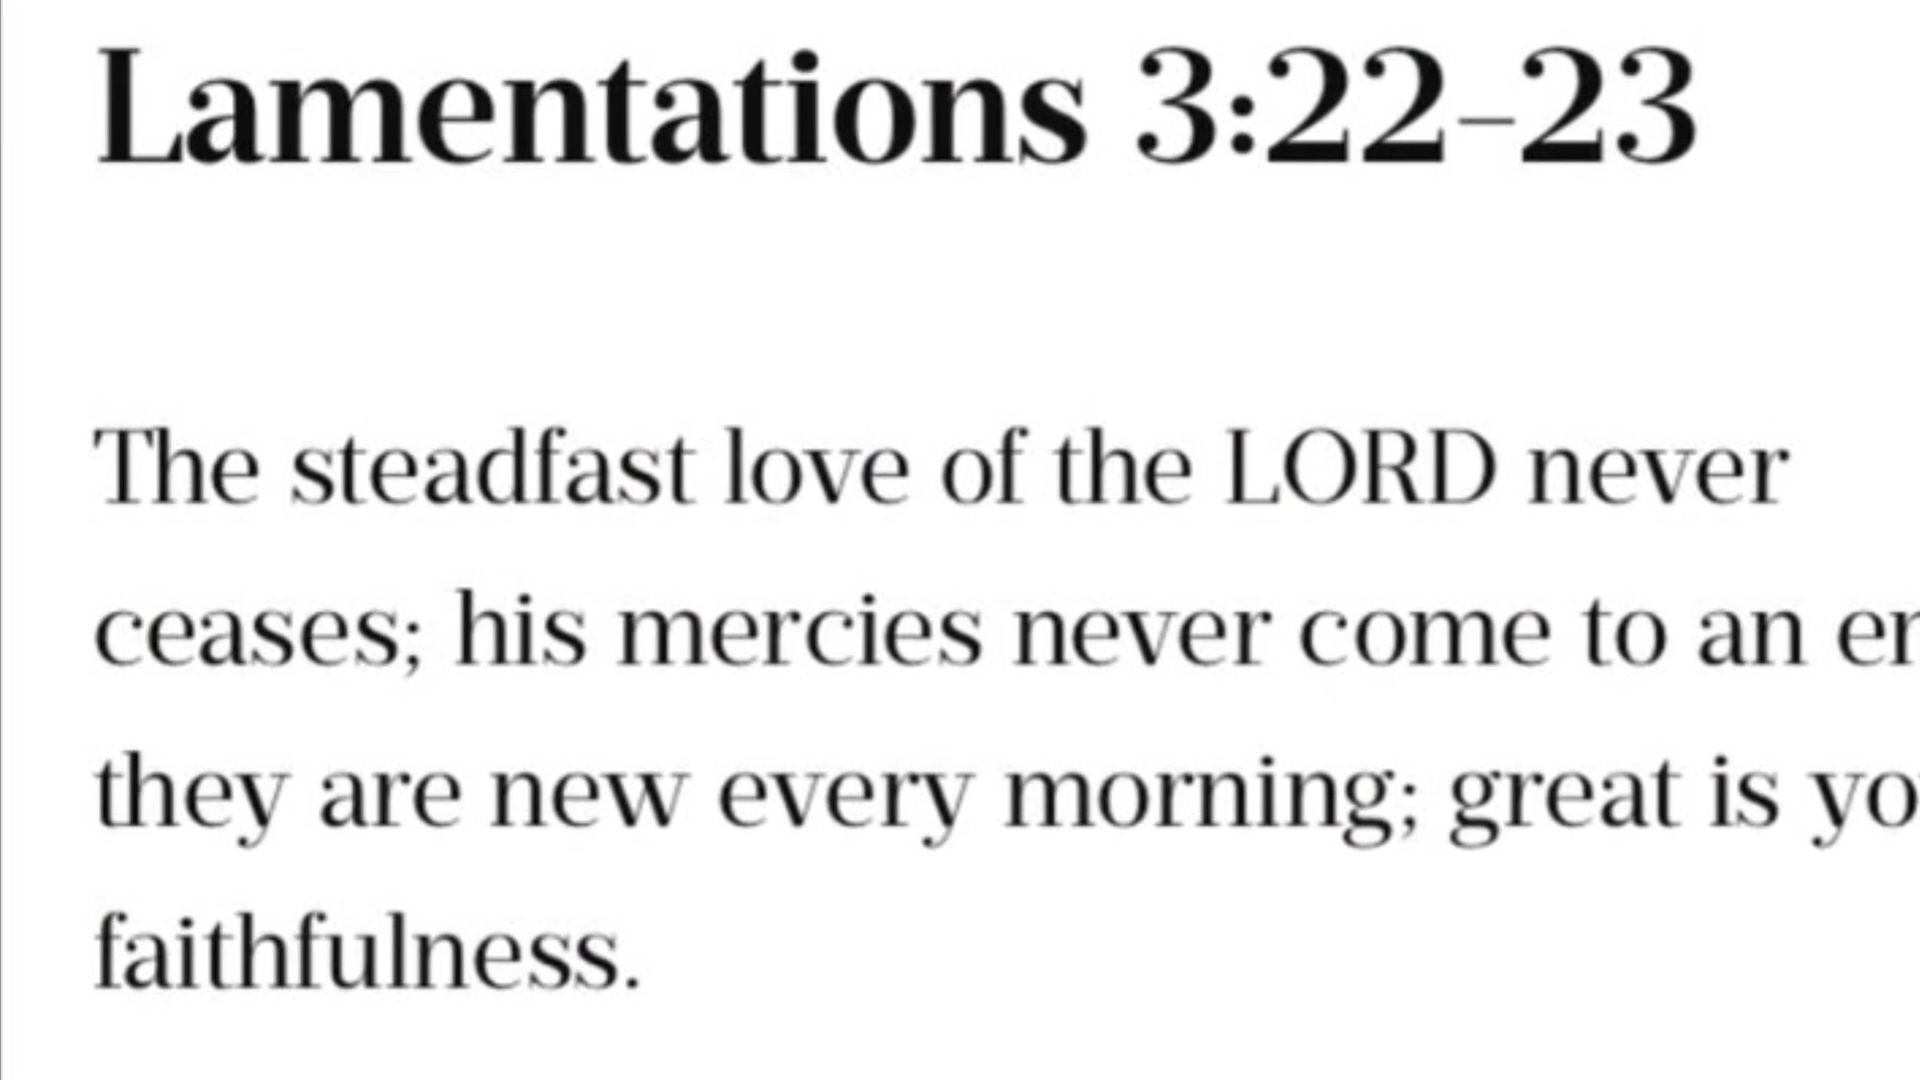 Lamentations 3:22–23
The steadfast love of the LORD never
ceases; his mercies never come to an
they are new every morning; great is
faithfulness.